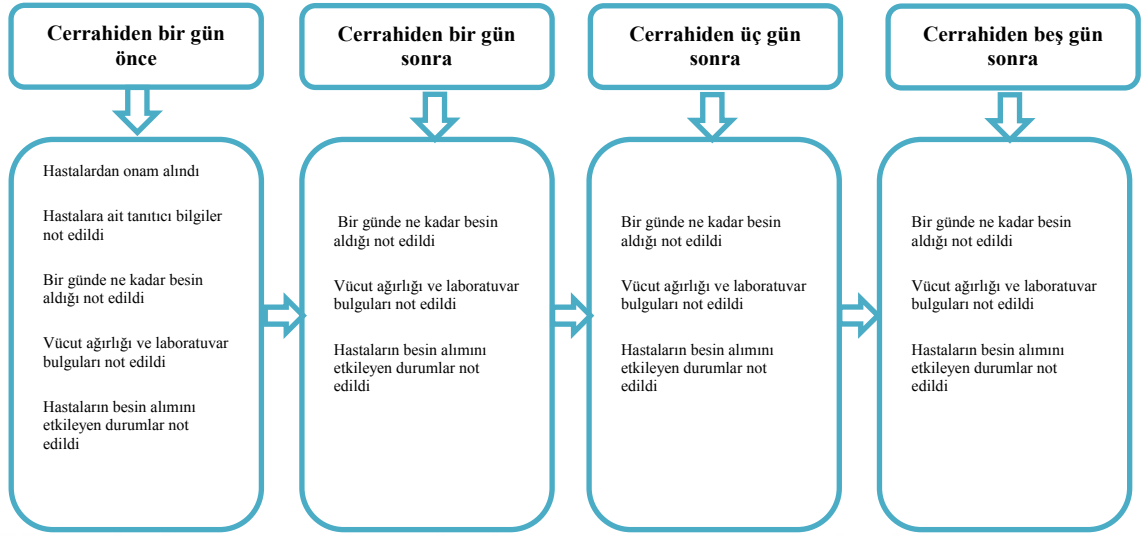 Cerrahiden bir gün
önce
Hastalardan onam alındı
Hastalara ait tanıtıcı bilgiler
not edildi
Bir günde ne kadar besin
aldığı not edildi
Vücut ağırlığı ve laboratuvar
bulguları not edildi
Hastaların besin alımını
etkileyen durumlar not
edildi
Cerrahiden bir gün
sonra
Bir günde ne kadar besin
aldığı not edildi
Vücut ağırlığı ve laboratuvar
bulguları not edildi
Hastaların besin alımını
etkileyen durumlar not
edildi
Cerrahiden üç gün
sonra
Bir günde ne kadar besin
aldığı not edildi
Vücut ağırlığı ve laboratuvar
bulguları not edildi
Hastaların besin alımını
etkileyen durumlar not
edildi
Cerrahiden beş gün
sonra
Bir günde ne kadar besin
aldığı not edildi
Vücut ağırlığı ve laboratuvar
bulguları not edildi
Hastaların besin alımını
etkileyen durumlar not
edildi